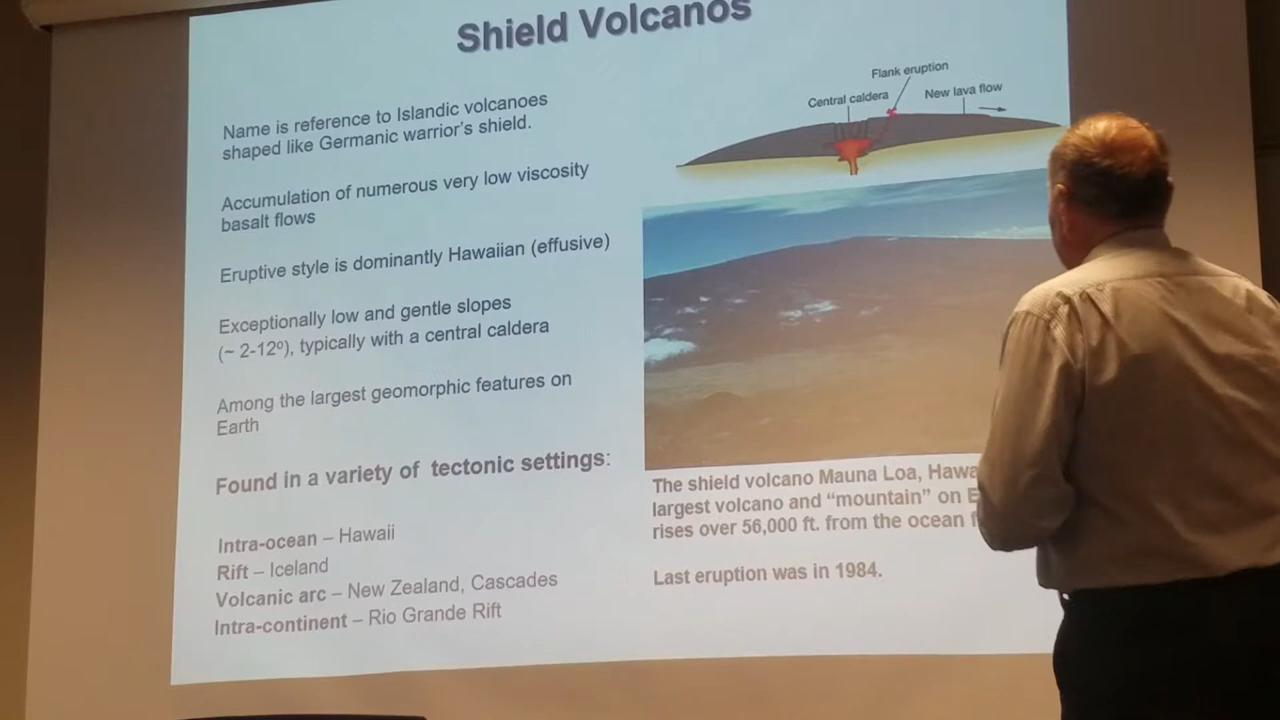 Shield Volcanos
Name is reference to Islandic volcanoes
shaped like Germanic warrior's shield.
Accumulation of numerous very low viscosity
basalt flows
Eruptive style is dominantly Hawaiian (effusive)
Exceptionally low and gentle slopes
(~ 2-12º), typically with a central caldera
Among the largest geomorphic features on
Earth
Found in a variety of tectonic settings:
Intra-ocean – Hawaii
Rift – Iceland
Volcanic arc – New Zealand, Cascades
Intra-continent – Rio Grande Rift
Flank eruption
Central caldera
New lava flow
The shield volcano Mauna Loa,
largest volcano and “mountain” on
rises over 56,000 ft. from the ocean
Last eruption was in 1984.